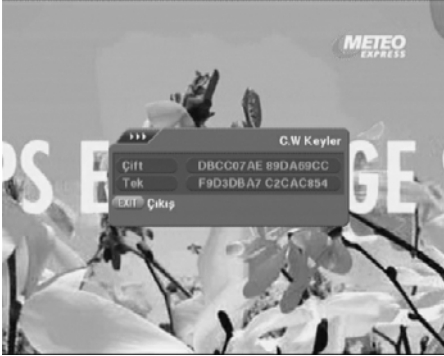 METEO
EXPRESS
C.W Keyler
Çift DBCC07AE 89DA69CC
Tek F9D3DBA7 C2CAC854
EXIT Çıkış